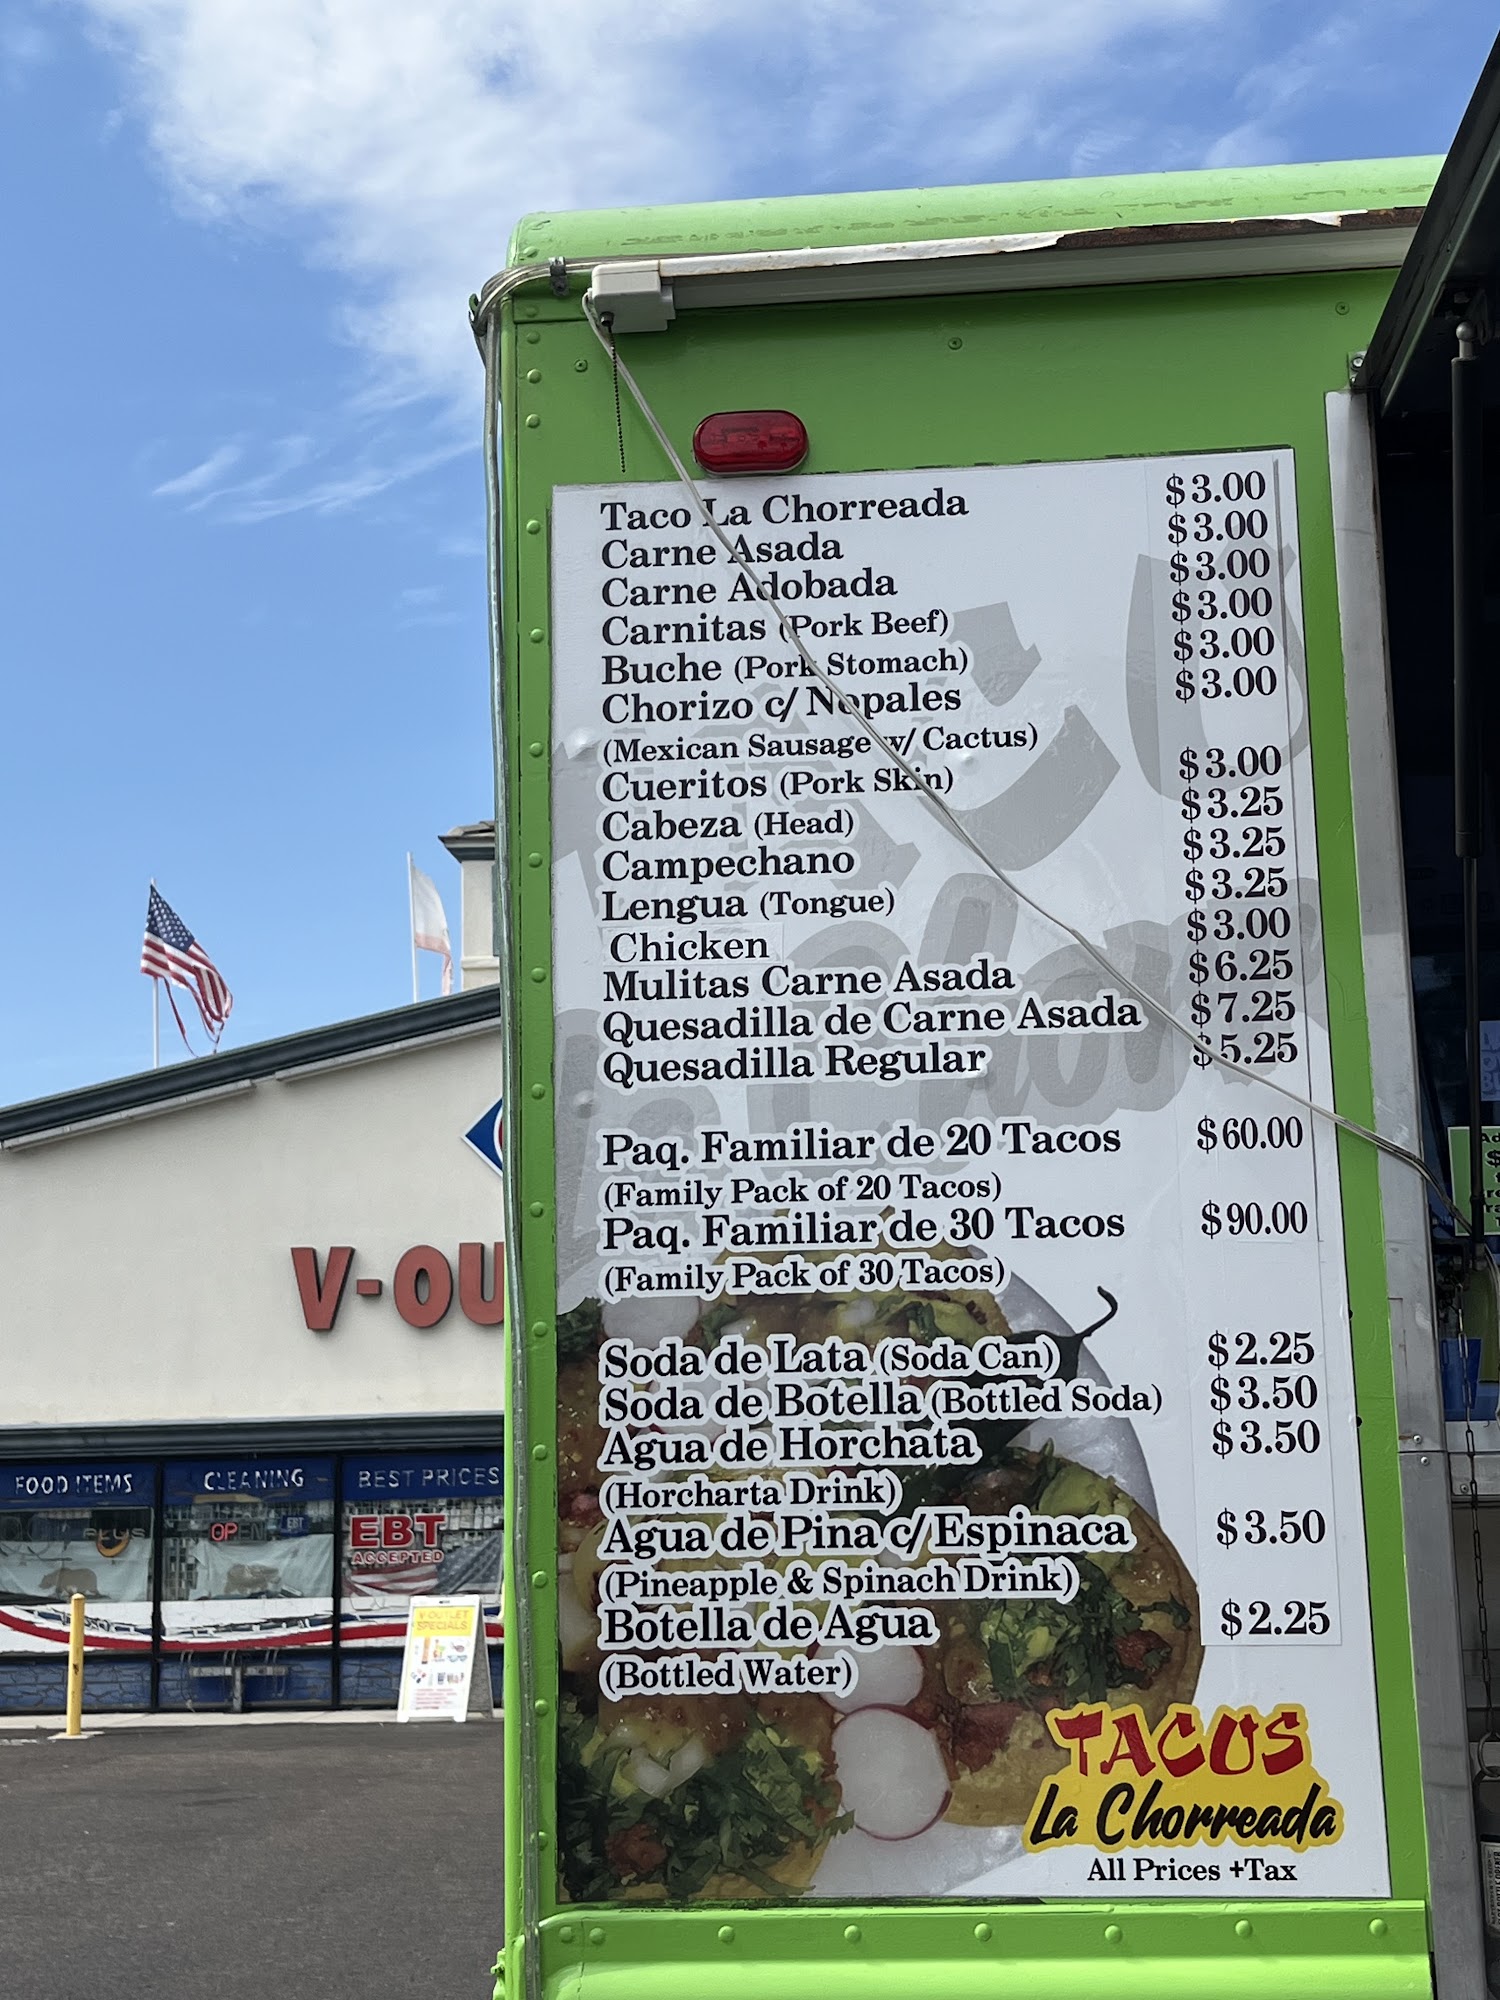 Taco La Chorreada $3.00
Carne Asada $3.00
Carne Adobada $3.00
Carnitas (Pork Beef) $3.00
Buche (Pork Stomach) $3.00
Chorizo c/ Nopales $3.00
(Mexican Sausage w/ Cactus)
Cueritos (Pork Skin) $3.00
Cabeza (Head) $3.25
Campechano $3.25
Lengua (Tongue) $3.25
Chicken $3.00
Mulitas Carne Asada $6.25
Quesadilla de Carne Asada $7.25
Quesadilla Regular $5.25
Paq. Familiar de 20 Tacos $60.00
(Family Pack of 20 Tacos)
Paq. Familiar de 30 Tacos $90.00
(Family Pack of 30 Tacos)
Soda de Lata (Soda Can) $2.25
Soda de Botella (Bottled Soda) $3.50
Agua de Horchata $3.50
(Horcharta Drink)
Agua de Pina c/ Espinaca $3.50
(Pineapple & Spinach Drink)
Botella de Agua $2.25
(Bottled Water)
TACOS
La Chorreada
All Prices +Tax
V-OU
FOOD ITEMS
CLEANING
BEST PRICES
PLUS
OPEN
EBT
EBT
ACCEPTED
V-OUTLET
SPECIALS